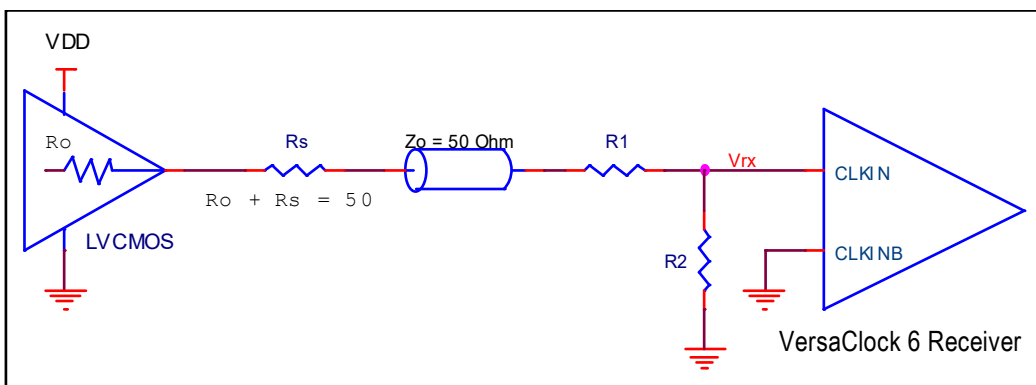 VDD
Ro
Rs
Zo = 50 Ohm
R1
Vrx
CLKIN
Ro + Rs = 50
LVCMOS
R2
CLKINB
VersaClock 6 Receiver